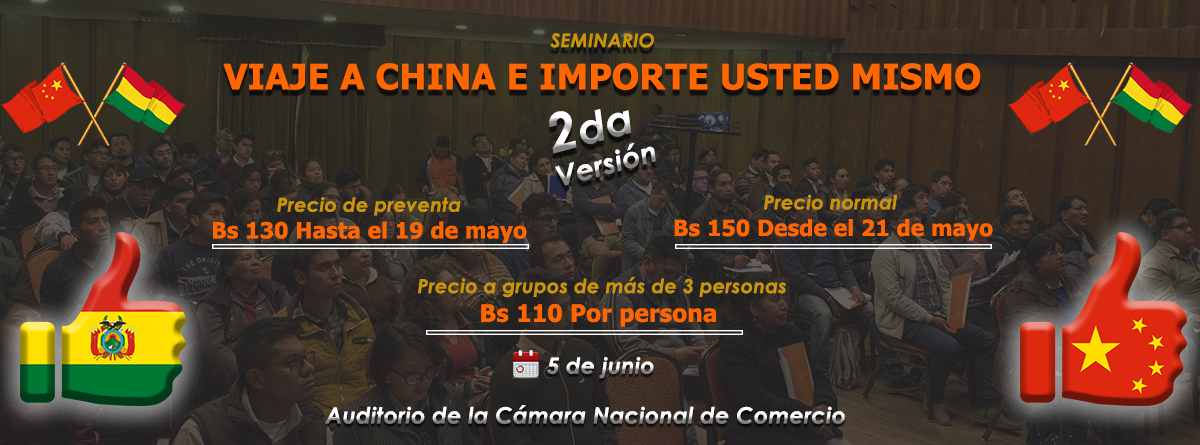 SEMINARIO
VIAJE A CHINA E IMPORTE USTED MISMO
2da
Versión
Precio de preventa
Bs 130 Hasta el 19 de mayo
Precio normal
Bs 150 Desde el 21 de mayo
Precio a grupos de más de 3 personas
Bs 110 Por persona
5 de junio
Auditorio de la Cámara Nacional de Comercio